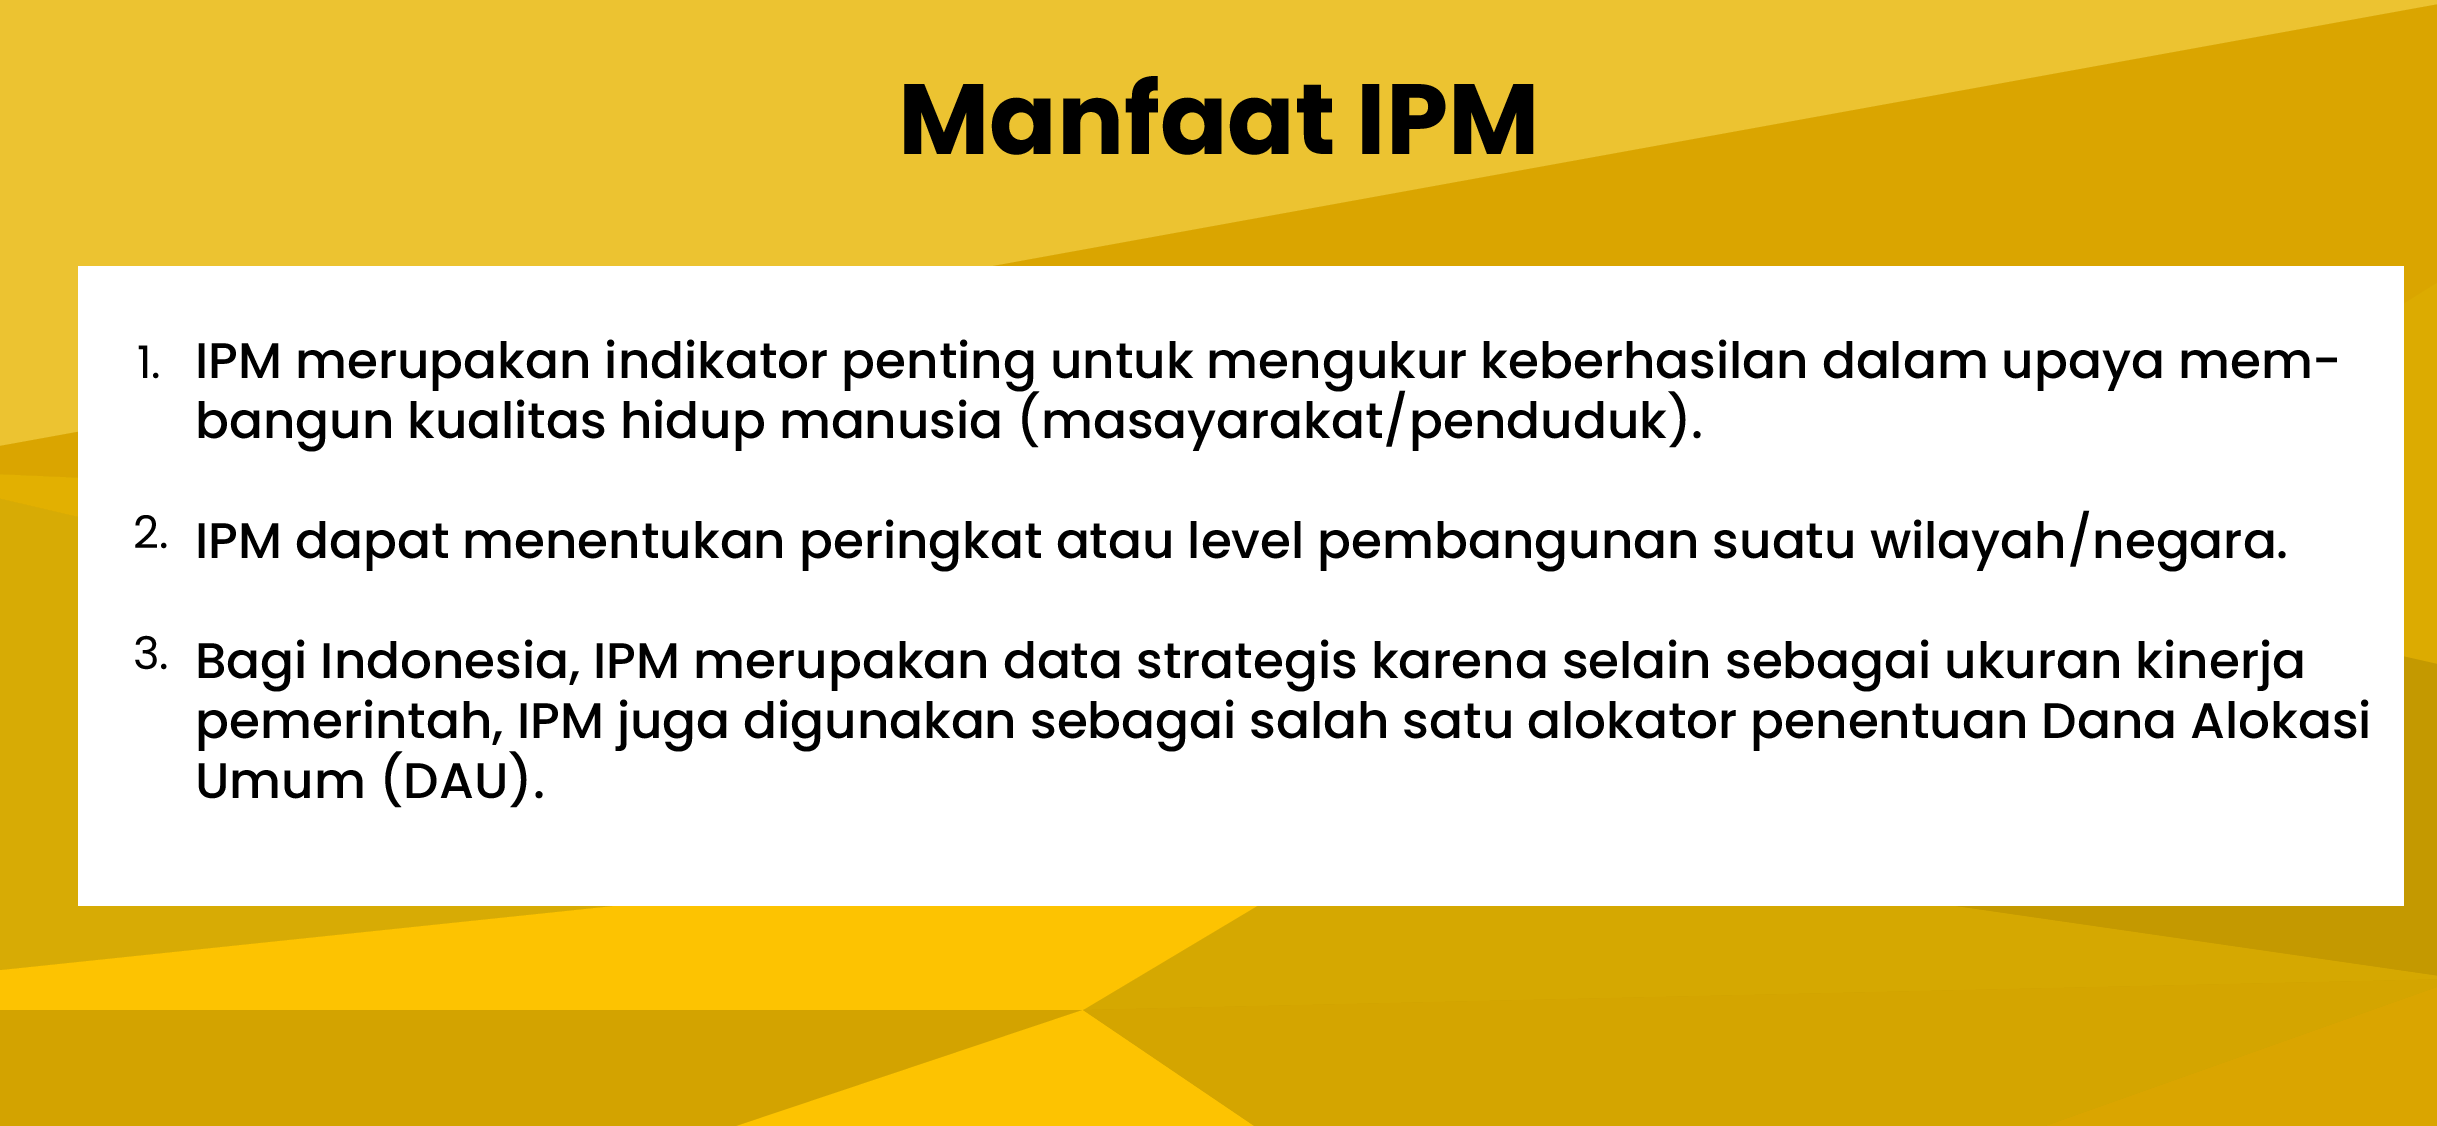 Manfaat IPM
1. IPM merupakan indikator penting untuk mengukur keberhasilan dalam upaya mem-
bangun kualitas hidup manusia (masayarakat/penduduk).
2. IPM dapat menentukan peringkat atau level pembangunan suatu wilayah/negara.
3. Bagi Indonesia, IPM merupakan data strategis karena selain sebagai ukuran kinerja
pemerintah, IPM juga digunakan sebagai salah satu alokator penentuan Dana Alokasi
Umum (DAU).